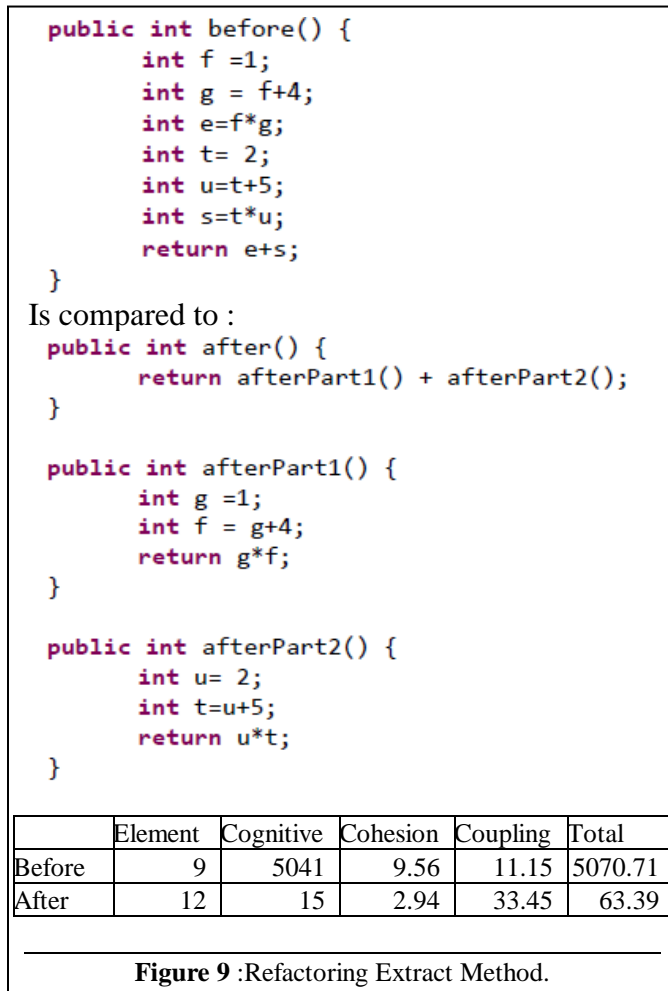 public int before() {
int f =1;
int g = f+4;
int e=f*g;
int t= 2;
int u=t+5;
int s=t*u;
return e+s;
}
Is compared to :
public int after() {
return afterPart1() + afterPart2();
}
public int afterPart1() {
int g =1;
int f = g+4;
return g*f;
}
public int afterPart2() {
int u= 2;
int t=u+5;
return u*t;
}
Element Cognitive Cohesion Coupling Total
Before 9 5041 9.56 11.15 5070.71
After 12 15 2.94 33.45 63.39
Figure 9 :Refactoring Extract Method.